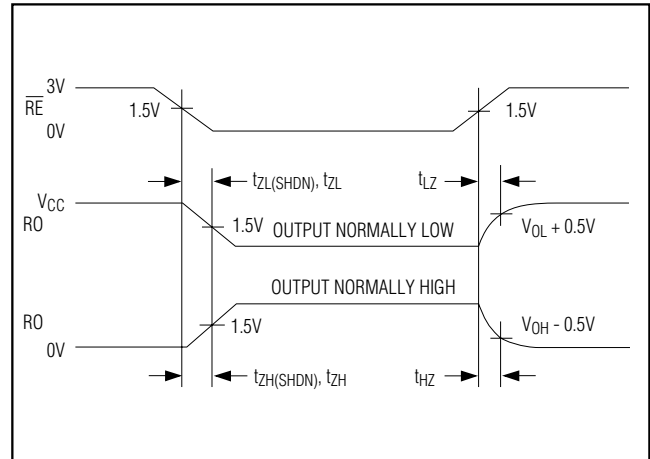 3V
R̅E̅
1.5V
1.5V
0V
tZL(SHDN), tZL
tLZ
VCC
RO
1.5V
OUTPUT NORMALLY LOW
VOL + 0.5V
OUTPUT NORMALLY HIGH
RO
1.5V
VOH - 0.5V
0V
tZH(SHDN), tZH
tHZ